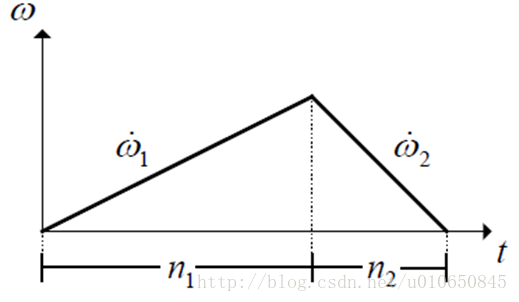 ω
ω̇₁
ω̇₂
t
n₁
n₂
http://blog.csdn.net/u010650845